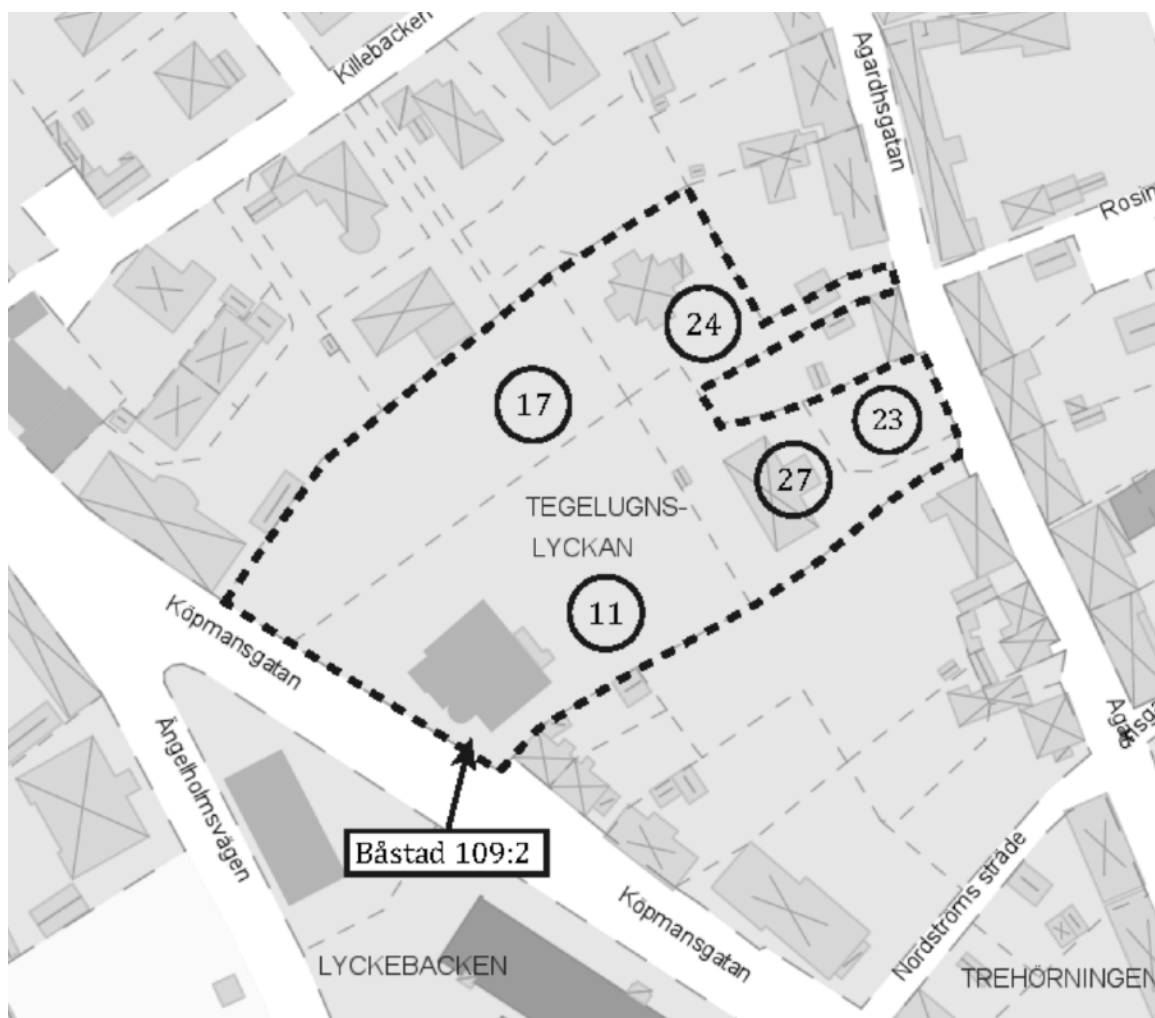 Killebacken
Agardhsgatan
Rosin
24
17
23
27
TEGELUGNS-
LYCKAN
11
Köpmansgatan
Ängelholmsvägen
Båstad 109:2
Köpmansgatan
Nordströms sträde
LYCKEBACKEN
TREHÖRNINGEN